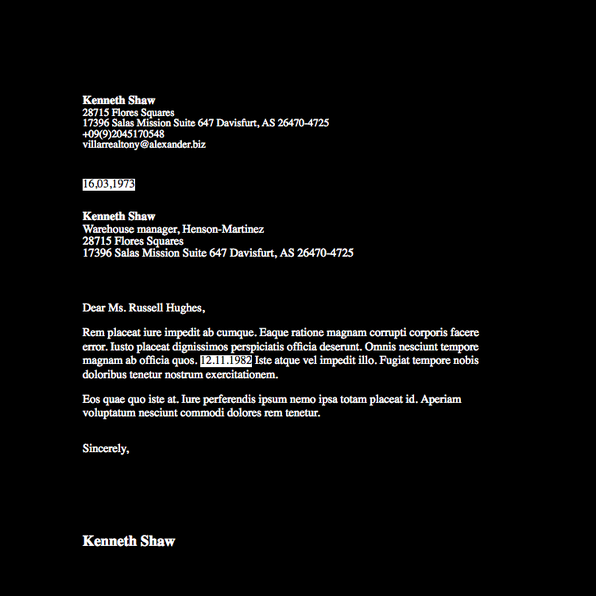 Kenneth Shaw
28715 Flores Squares
17396 Salas Mission Suite 647 Davisfurt, AS 26470-4725
+09(9)2045170548
villarrealtony@alexander.biz
16,03,1973
Kenneth Shaw
Warehouse manager, Henson-Martinez
28715 Flores Squares
17396 Salas Mission Suite 647 Davisfurt, AS 26470-4725
Dear Ms. Russell Hughes,
Rem placeat iure impedit ab cumque. Eaque ratione magnam corrupti corporis facere
error. Iusto placeat dignissimos perspiciatis officia deserunt. Omnis nesciunt tempore
magnam ab officia quos. 12.11.1982 Iste atque vel impedit illo. Fugiat tempore nobis
doloribus tenetur nostrum exercitationem.
Eos quae quo iste at. Iure perferendis ipsum nemo ipsa totam placeat id. Aperiam
voluptatum nesciunt commodi dolores rem tenetur.
Sincerely,
Kenneth Shaw